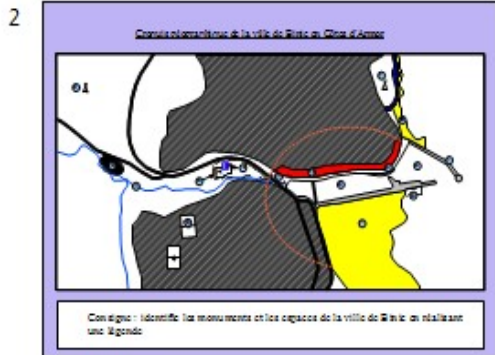 2
Croquis géographique de la ville de Binic en Côtes d'Armor
Consigne : identifie les monuments et les espaces de la ville de Binic en réalisant
une légende